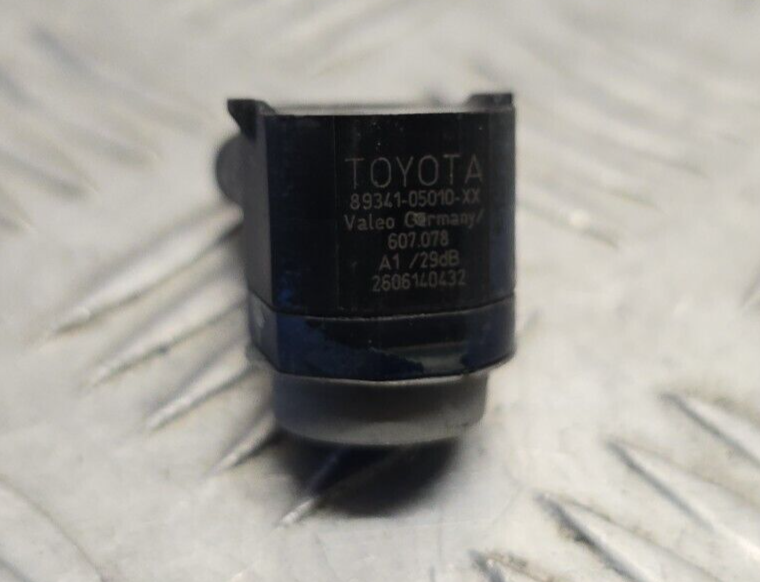 TOYOTA
89341-05010-XX
Valeo Germany/
607.078
A1 /29dB
2606140432